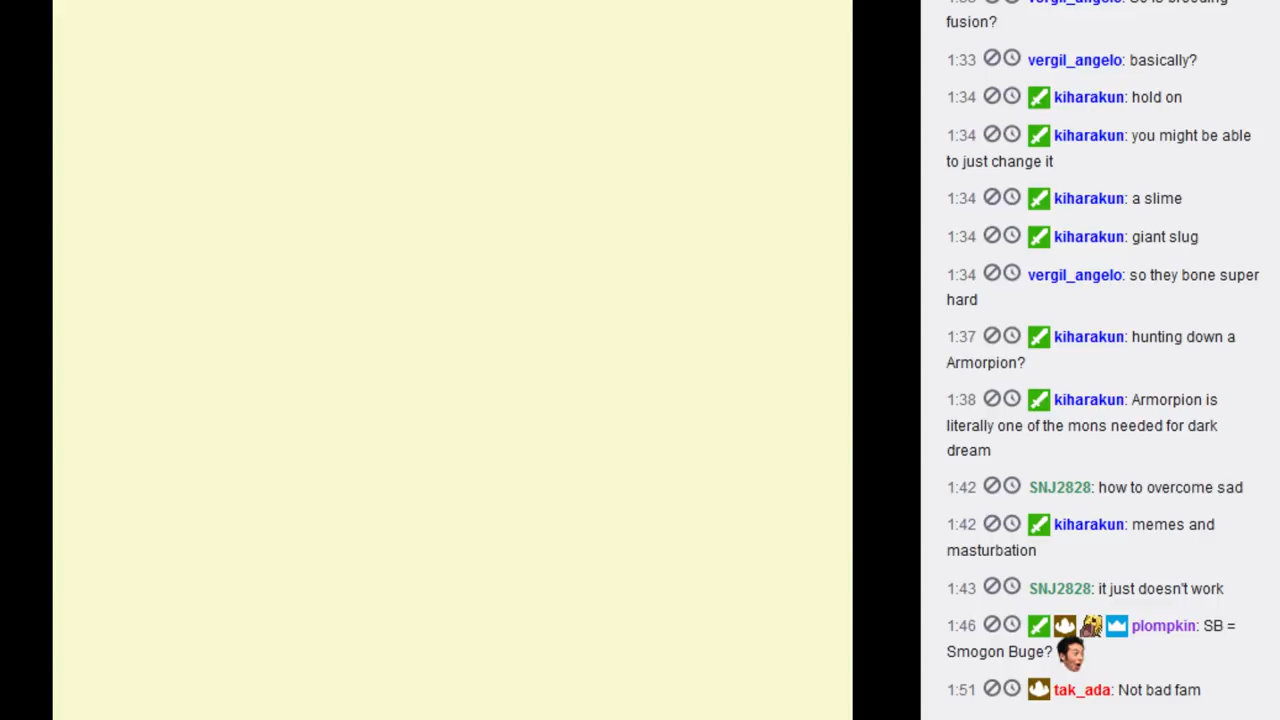 fusion?
1:33 vergil_angelo: basically?
1:34 kiharakun: hold on
1:34 kiharakun: you might be able
to just change it
1:34 kiharakun: a slime
1:34 kiharakun: giant slug
1:34 vergil_angelo: so they bone super
hard
1:37 kiharakun: hunting down a
Armorpion?
1:38 kiharakun: Armorpion is
literally one of the mons needed for dark
dream
1:42 SNJ2828: how to overcome sad
1:42 kiharakun: memes and
masturbation
1:43 SNJ2828: it just doesn't work
1:46 plompkin: SB =
Smogon Buge?
1:51 tak_ada: Not bad fam